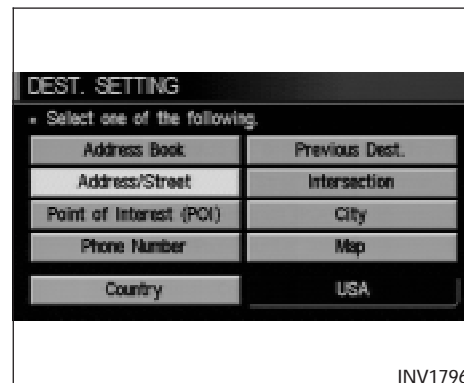 DEST. SETTING
Select one of the following.
Address Book Previous Dest.
Address/Street Intersection
Point of Interest (POI) City
Phone Number Map
Country USA
INV1796